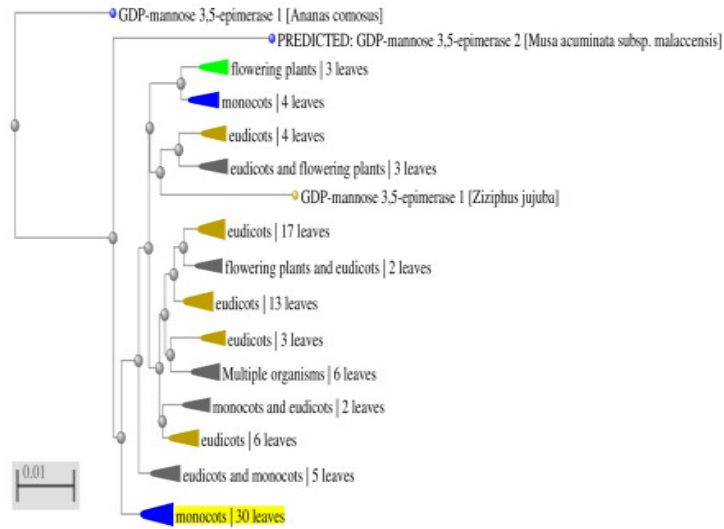 GDP-mannose 3,5-epimerase 1 [Ananas comosus]
PREDICTED: GDP-mannose 3,5-epimerase 2 [Musa acuminata subsp. malaccensis]
flowering plants | 3 leaves
monocots | 4 leaves
eudicots | 4 leaves
eudicots and flowering plants | 3 leaves
GDP-mannose 3,5-epimerase 1 [Ziziphus jujuba]
eudicots | 17 leaves
flowering plants and eudicots | 2 leaves
eudicots | 13 leaves
eudicots | 3 leaves
Multiple organisms | 6 leaves
monocots and eudicots | 2 leaves
eudicots | 6 leaves
0.01
eudicots and monocots | 5 leaves
monocots | 30 leaves